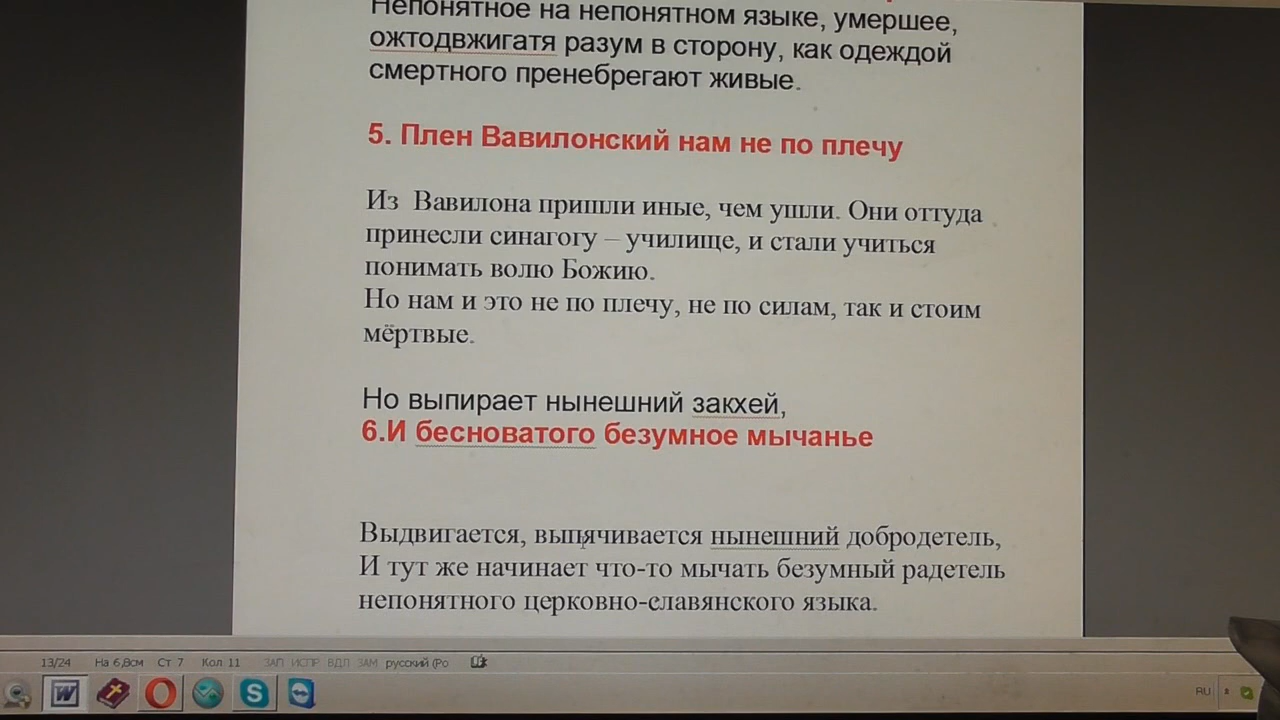 Непонятное на непонятном языке, умершее,
ожтодвжигатя разум в сторону, как одеждой
смертного пренебрегают живые.
5. Плен Вавилонский нам не по плечу
Из  Вавилона пришли иные, чем ушли. Они оттуда
принесли синагогу – училище, и стали учиться
понимать волю Божию.
Но нам и это не по плечу, не по силам, так и стоим
мёртвые.
Но выпирает нынешний закхей,
6.И бесноватого безумное мычанье
Выдвигается, выпячивается нынешний добродетель,
И тут же начинает что-то мычать безумный радетель
непонятного церковно-славянского языка.
13/24 На 6,8см Ст 7 Кол 11 ЗАП ИСПР ВДЛ ЗАМ русский (Ро
RU